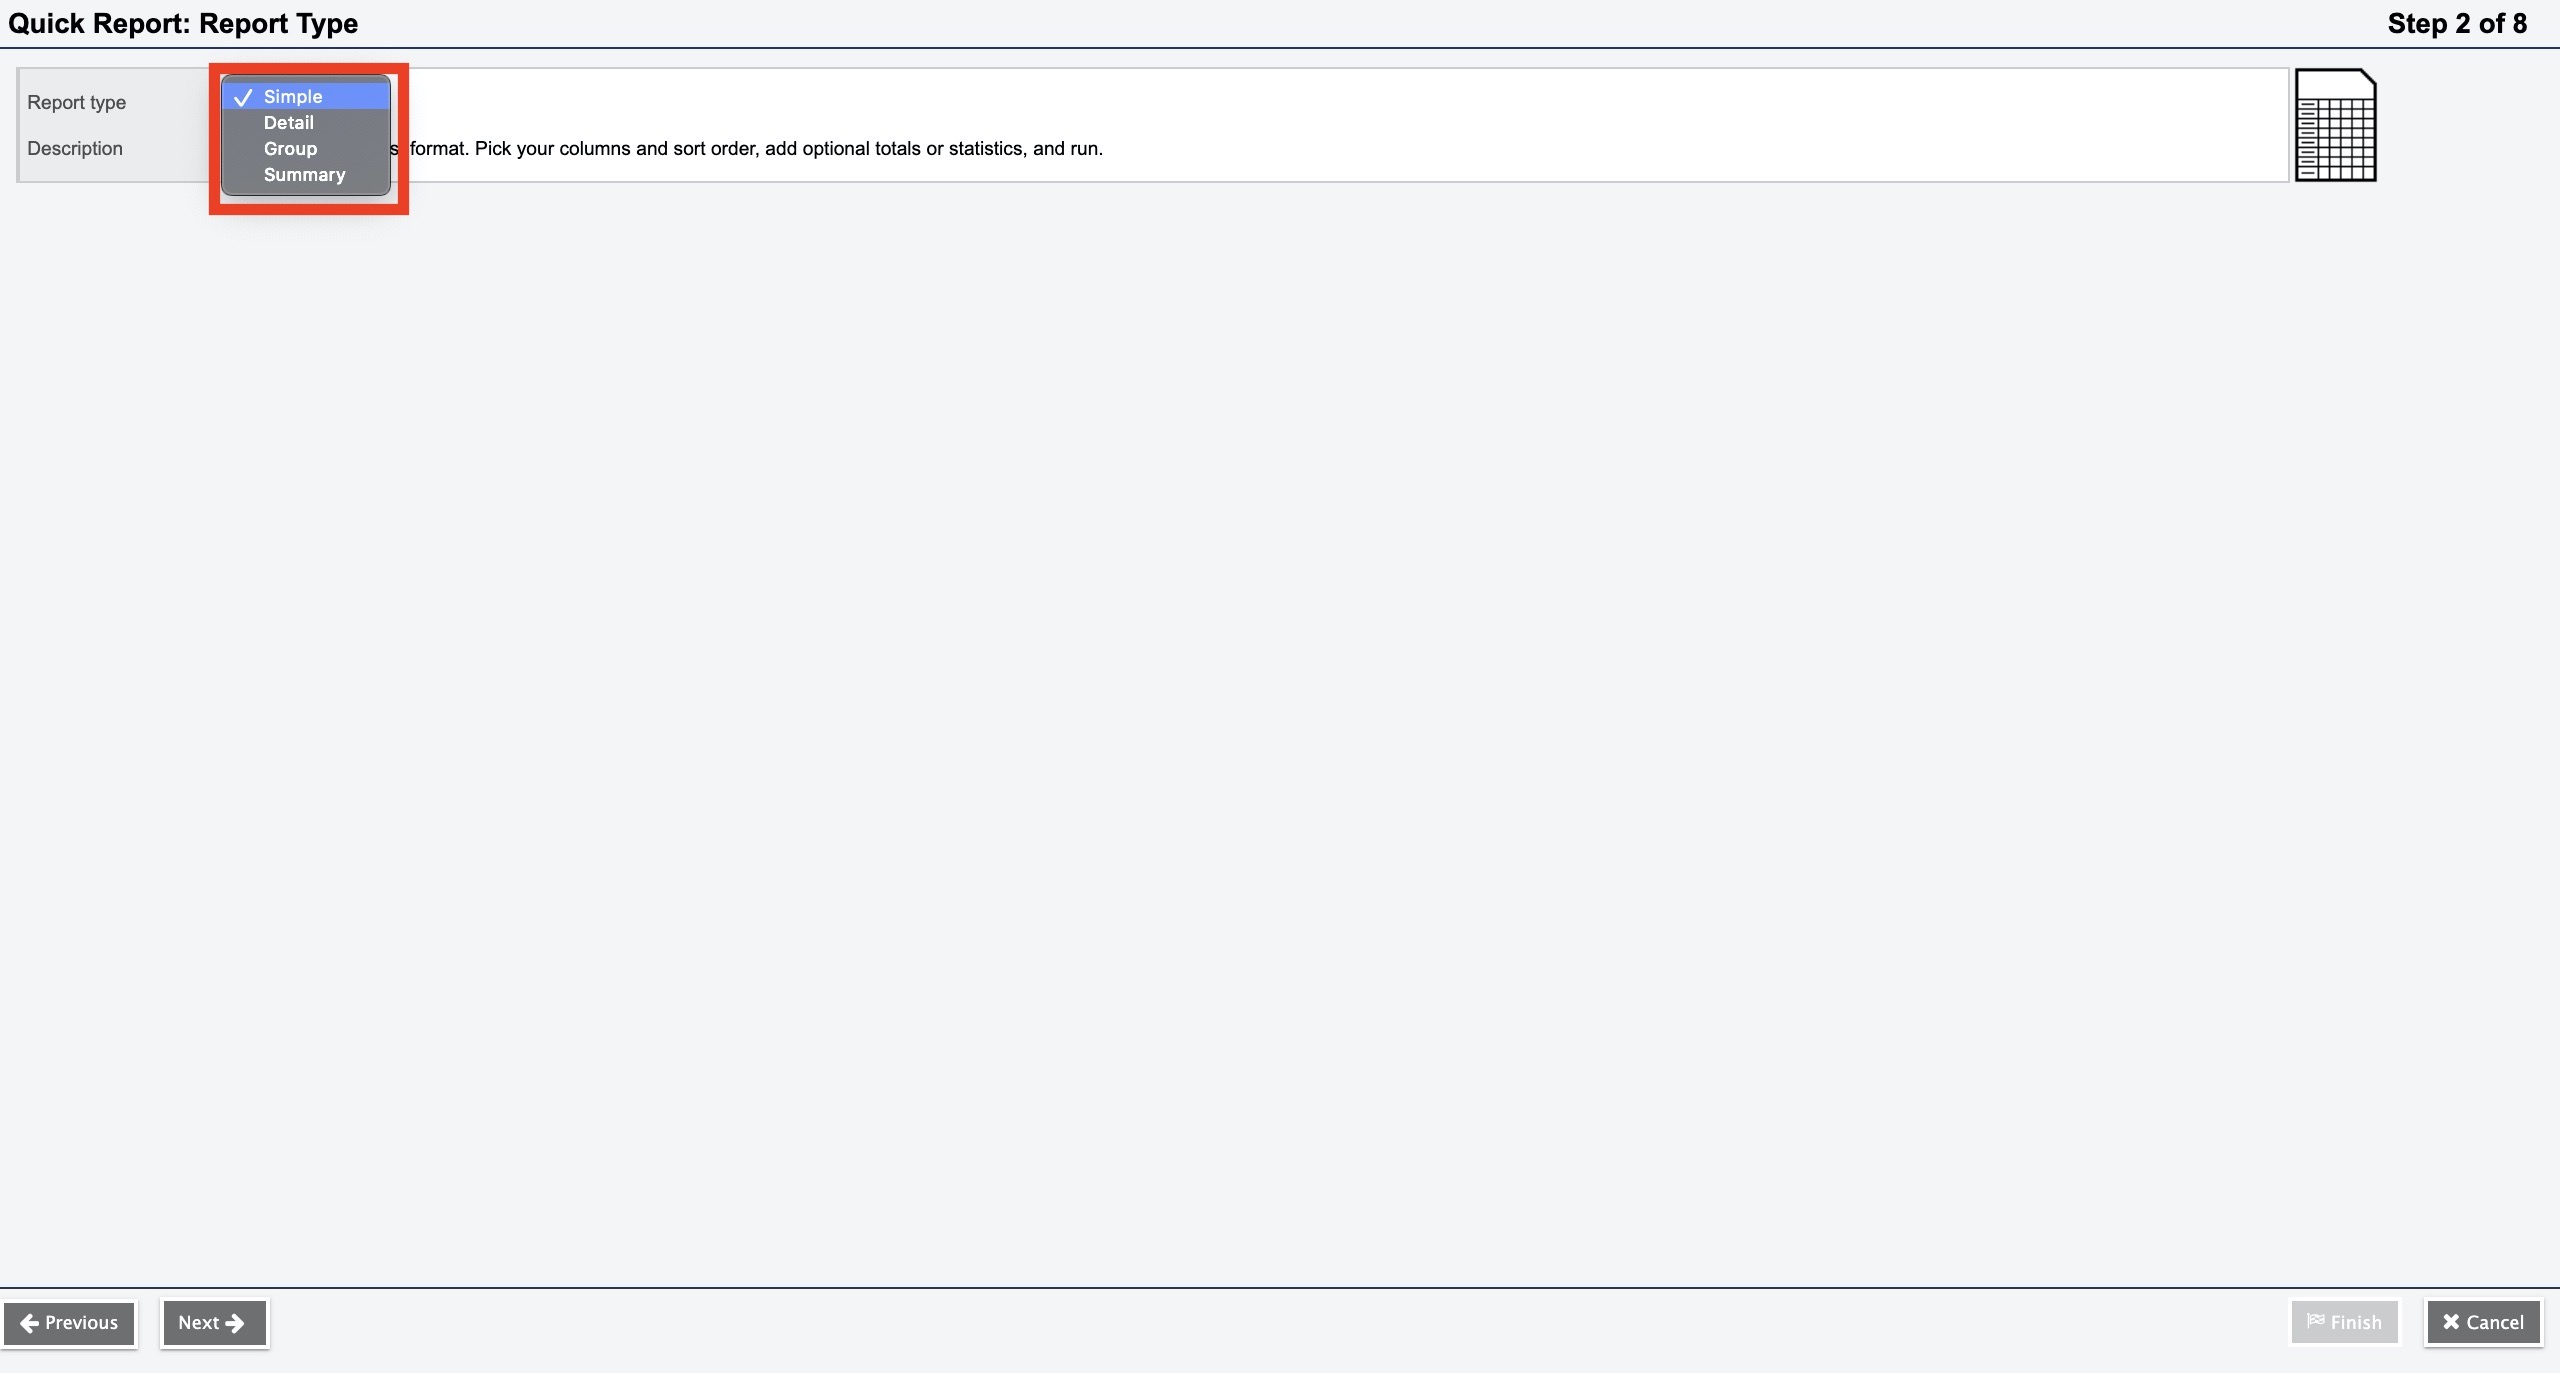 Quick Report: Report Type
Step 2 of 8
Report type
Simple
Detail
Group
Summary
Description
format. Pick your columns and sort order, add optional totals or statistics, and run.
Previous
Next
Finish
Cancel